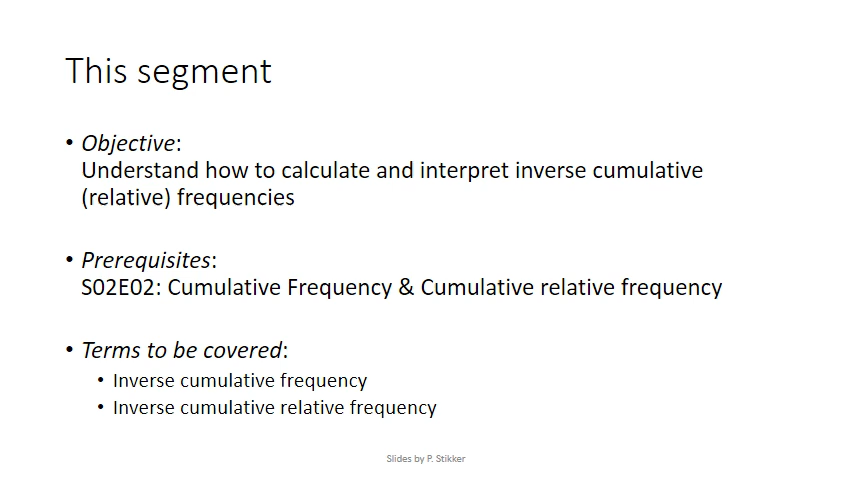 This segment
• Objective:
Understand how to calculate and interpret inverse cumulative
(relative) frequencies
• Prerequisites:
S02E02: Cumulative Frequency & Cumulative relative frequency
• Terms to be covered:
• Inverse cumulative frequency
• Inverse cumulative relative frequency
Slides by P. Stikker